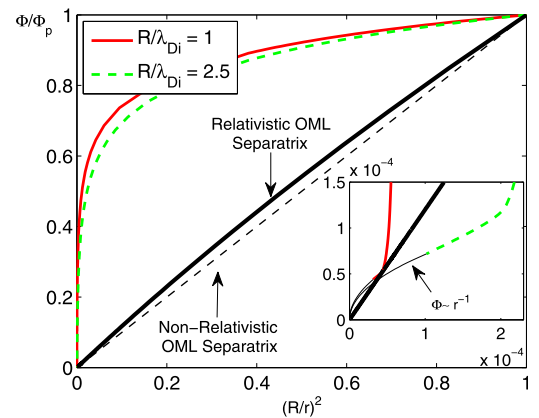 Φ/Φp
1
0.8
0.6
0.4
0.2
0
R/λDi = 1
R/λDi = 2.5
Relativistic OML
Separatrix
Non−Relativistic
OML Separatrix
x 10⁻⁴
1.5
1
0.5
0
Φ~ r⁻¹
0 1 2
x 10⁻⁴
0 0.2 0.4 0.6 0.8 1
(R/r)²